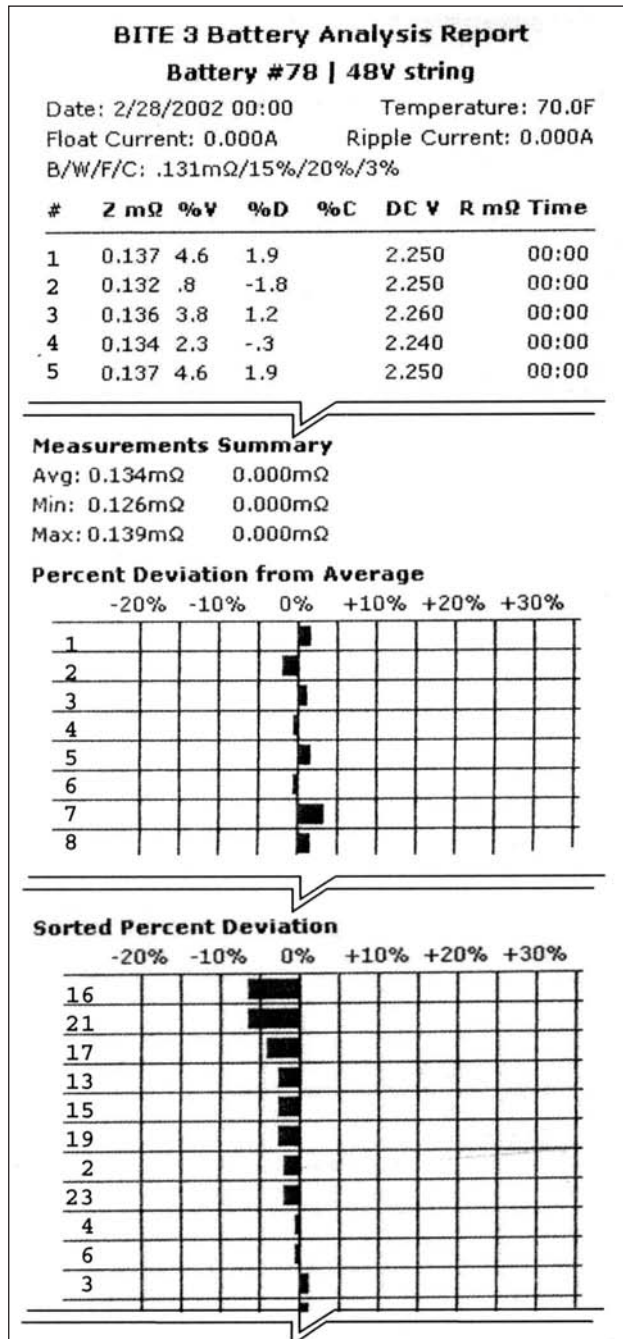 BITE 3 Battery Analysis Report
Battery #78 | 48V string
Date: 2/28/2002 00:00 Temperature: 70.0F
Float Current: 0.000A Ripple Current: 0.000A
B/W/F/C: .131mΩ/15%/20%/3%
# Z mΩ %V %D %C DC V R mΩ Time
1 0.137 4.6 1.9 2.250 00:00
2 0.132 .8 -1.8 2.250 00:00
3 0.136 3.8 1.2 2.260 00:00
4 0.134 2.3 -.3 2.240 00:00
5 0.137 4.6 1.9 2.250 00:00
Measurements Summary
Avg: 0.134mΩ 0.000mΩ
Min: 0.126mΩ 0.000mΩ
Max: 0.139mΩ 0.000mΩ
Percent Deviation from Average
-20% -10% 0% +10% +20% +30%
1
2
3
4
5
6
7
8
Sorted Percent Deviation
-20% -10% 0% +10% +20% +30%
16
21
17
13
15
19
2
23
4
6
3